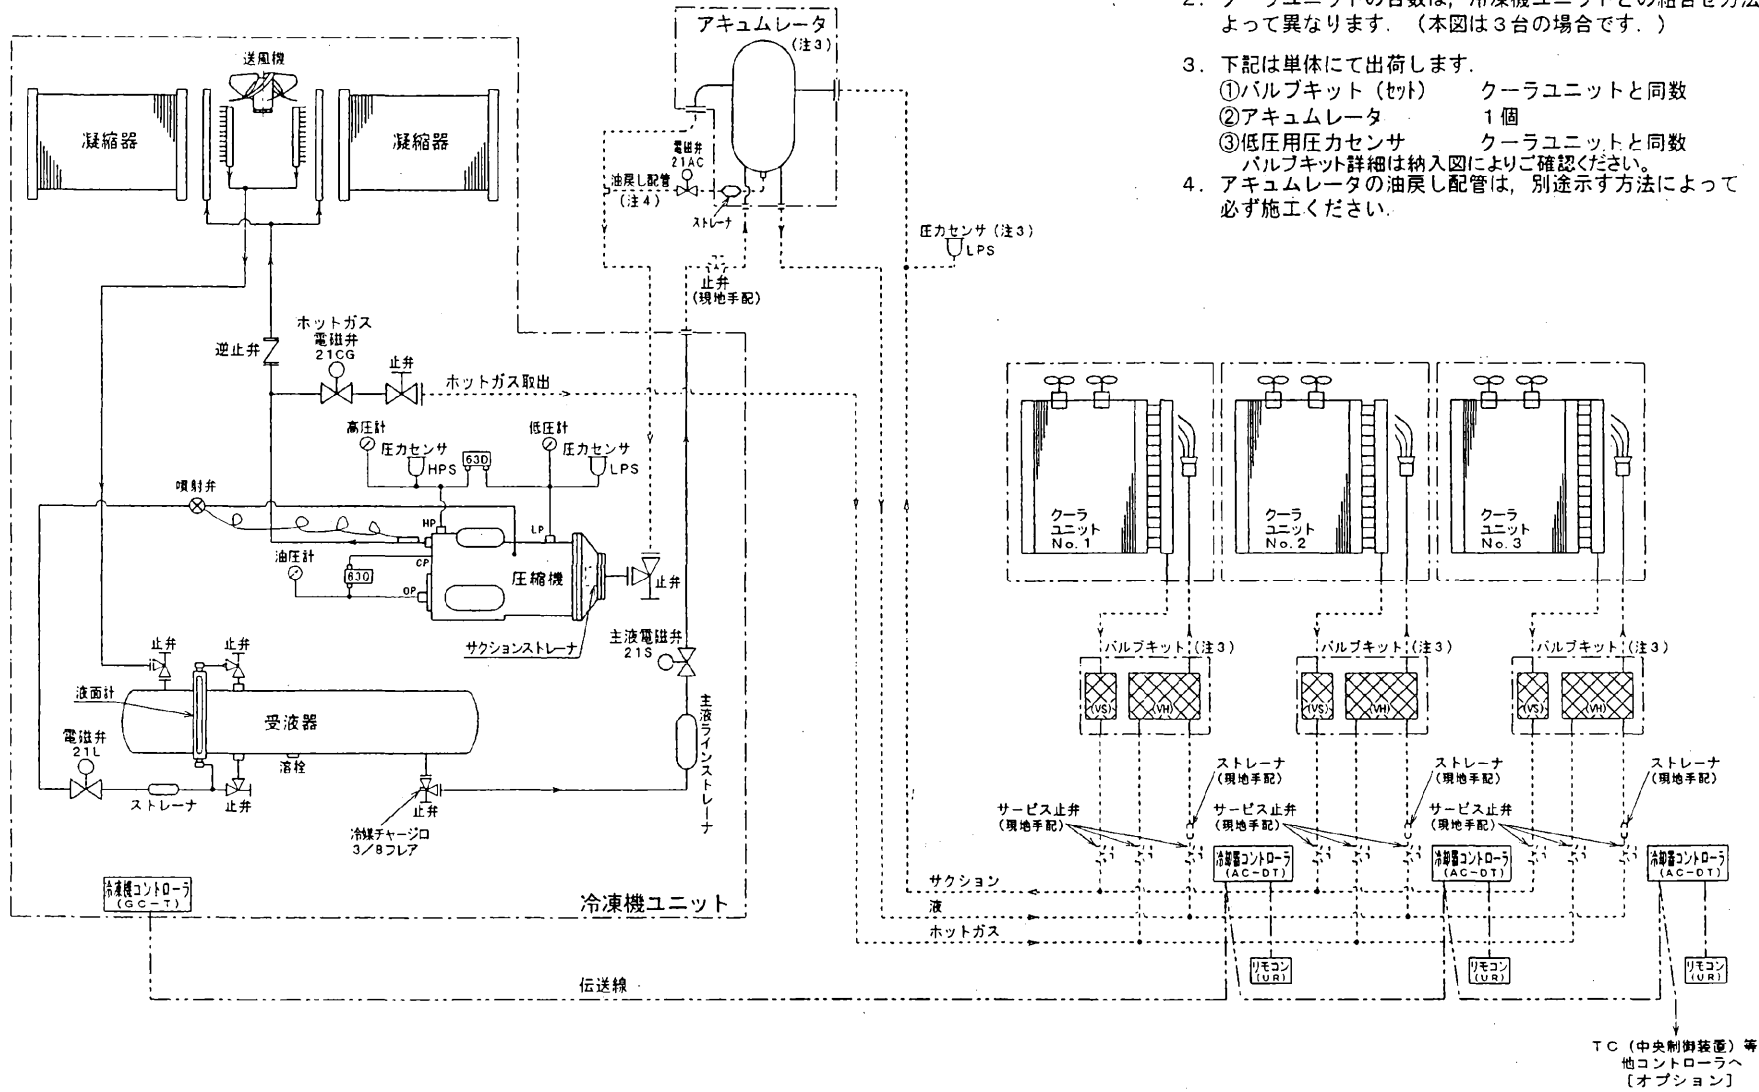 2. クーラユニットの台数は，冷凍機ユニットとの組合せ方法
よって異なります．（本図は３台の場合です．）
3. 下記は単体にて出荷します．
①バルブキット（ｾｯﾄ） クーラユニットと同数
②アキュムレータ １個
③低圧用圧力センサ クーラユニットと同数
バルブキット詳細は納入図によりご確認ください。
4. アキュムレータの油戻し配管は，別途示す方法によって
必ず施工ください．
アキュムレータ
（注３）
送風機
凝縮器
凝縮器
電磁弁
21AC
油戻し配管
（注４）
ストレーナ
圧力センサ（注３）
LPS
止弁
（現地手配）
ホットガス
電磁弁
21CG
逆止弁
止弁
ホットガス取出
高圧計
圧力センサ
HPS
63D
低圧計
圧力センサ
LPS
噴射弁
HP
LP
油圧計
CP
63Q
OP
圧縮機
止弁
サクションストレーナ
主液電磁弁
21S
止弁
止弁
液面計
受液器
主液ラインストレーナ
電磁弁
21L
溶栓
ストレーナ
止弁
止弁
冷媒チャージ口
3／8フレア
冷凍機コントローラ
（GC−T）
冷凍機ユニット
伝送線
クーラ
ユニット
No.1
クーラ
ユニット
No.2
クーラ
ユニット
No.3
バルブキット（注３）
バルブキット（注３）
バルブキット（注３）
(VS)
(VH)
(VS)
(VH)
(VS)
(VH)
ストレーナ
（現地手配）
ストレーナ
（現地手配）
ストレーナ
（現地手配）
サービス止弁
（現地手配）
サービス止弁
（現地手配）
サービス止弁
（現地手配）
冷却器コントローラ
（AC−DT）
冷却器コントローラ
（AC−DT）
冷却器コントローラ
（AC−DT）
サクション
液
ホットガス
リモコン
（UR）
リモコン
（UR）
リモコン
（UR）
TC（中央制御装置）等
他コントローラへ
［オプション］